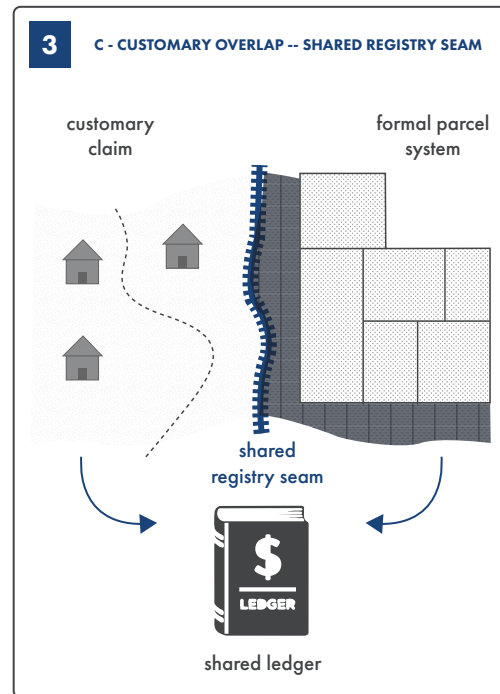 3
C - CUSTOMARY OVERLAP -- SHARED REGISTRY SEAM
customary
claim
formal parcel
system
shared
registry seam
$
LEDGER
shared ledger